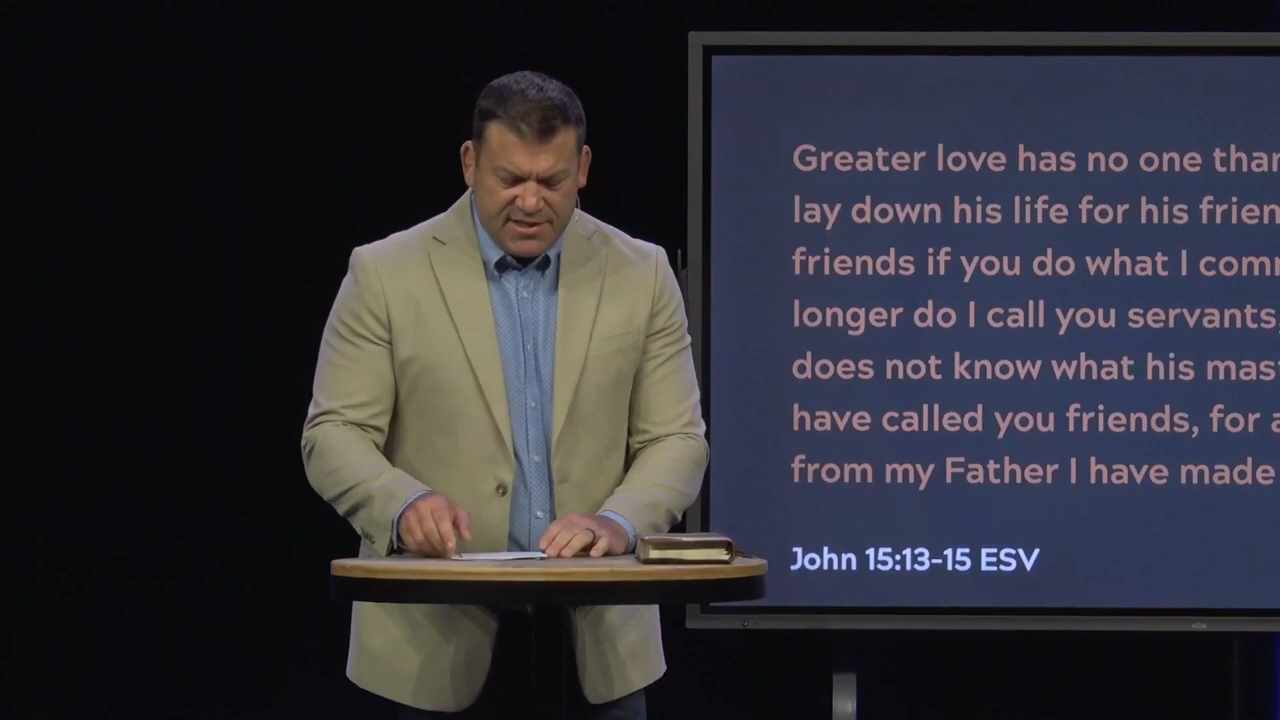 Greater love has no one than
lay down his life for his frien
friends if you do what I com
longer do I call you servants,
does not know what his mas
have called you friends, for a
from my Father I have made
John 15:13-15 ESV